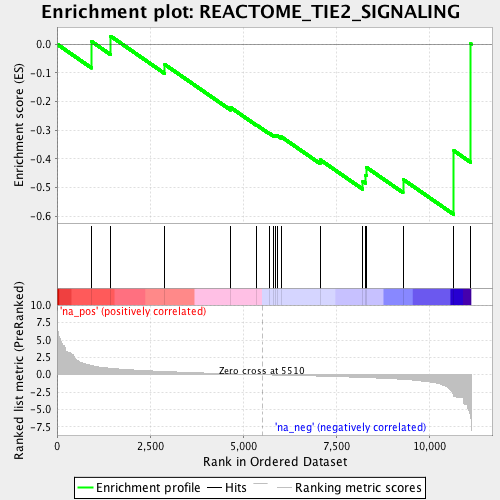 Enrichment plot: REACTOME_TIE2_SIGNALING
Enrichment score (ES)
0.0
-0.1
-0.2
-0.3
-0.4
-0.5
-0.6
Ranked list metric (PreRanked)
10.0
7.5
5.0
2.5
0.0
-2.5
-5.0
-7.5
'na_pos' (positively correlated)
Zero cross at 5510
'na_neg' (negatively correlated)
0 2,500 5,000 7,500 10,000
Rank in Ordered Dataset
Enrichment profile Hits Ranking metric scores